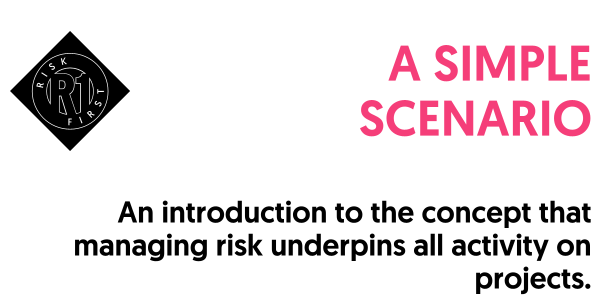 RISK
R1
FIRST
A SIMPLE
SCENARIO
An introduction to the concept that
managing risk underpins all activity on
projects.